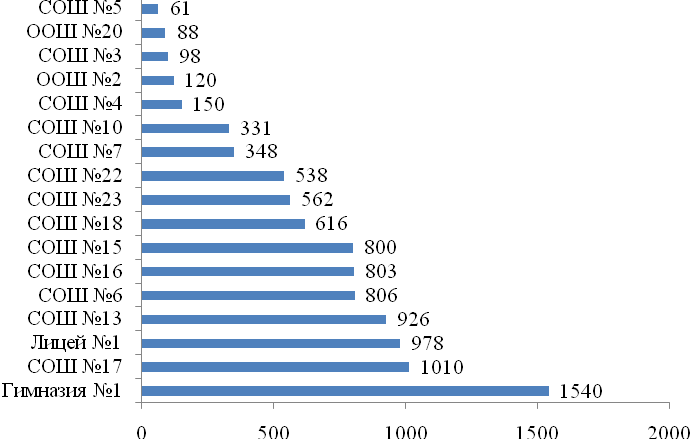 СОШ №5 61
ООШ №20 88
СОШ №3 98
ООШ №2 120
СОШ №4 150
СОШ №10 331
СОШ №7 348
СОШ №22 538
СОШ №23 562
СОШ №18 616
СОШ №15 800
СОШ №16 803
СОШ №6 806
СОШ №13 926
Лицей №1 978
СОШ №17 1010
Гимназия №1 1540
0 500 1000 1500 2000